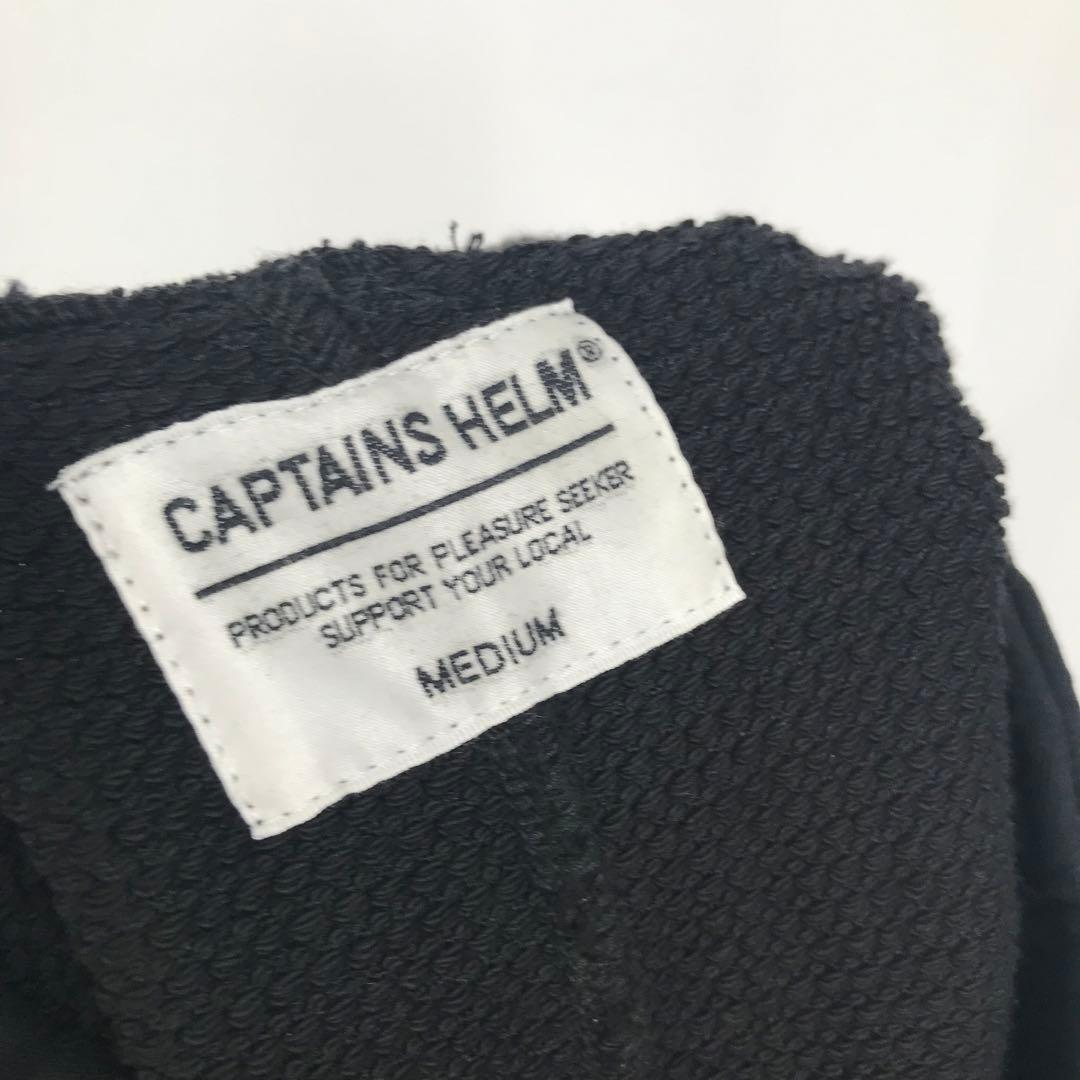 CAPTAINS HELM®
PRODUCTS FOR PLEASURE SEEKER
SUPPORT YOUR LOCAL
MEDIUM